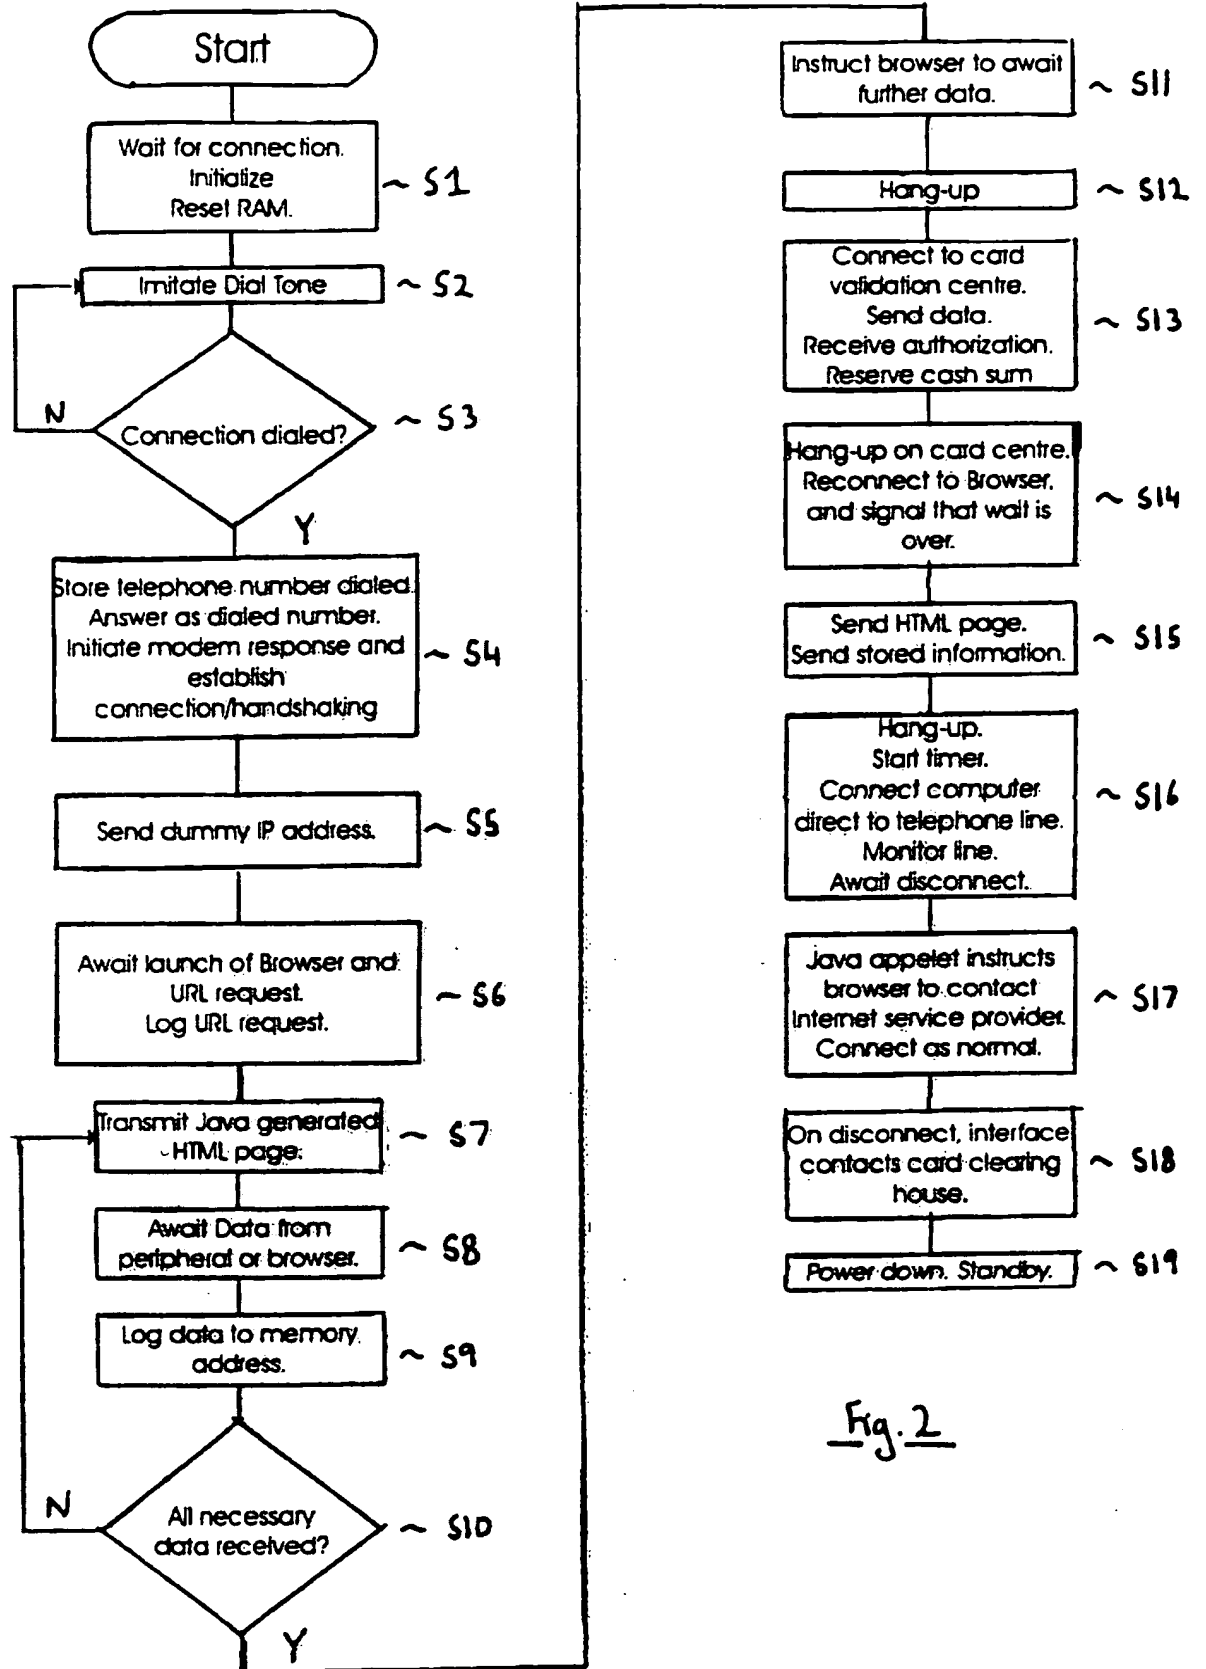 Start
Wait for connection.
Initiatize
Reset RAM.
~ S1
Imitate Dial Tone
~ S2
Connection dialed?
~ S3
N
Y
Store telephone number dialed.
Answer as dialed number.
Initiate modem response and
establish
connection/handshaking
~ S4
Send dummy IP address.
~ S5
Await launch of Browser and
URL request.
Log URL request.
~ S6
Transmit Java generated
HTML page.
~ S7
Await Data from
peripheral or browser.
~ S8
Log data to memory
address.
~ S9
All necessary
data received?
~ S10
N
Y
Instruct browser to await
further data.
~ S11
Hang-up
~ S12
Connect to card
validation centre.
Send data.
Receive authorization.
Reserve cash sum
~ S13
Hang-up on card centre.
Reconnect to Browser,
and signal that wait is
over.
~ S14
Send HTML page.
Send stored information.
~ S15
Hang-up.
Start timer.
Connect computer
direct to telephone line.
Monitor line.
Await disconnect.
~ S16
Java appelet instructs
browser to contact
Internet service provider.
Connect as normal.
~ S17
On disconnect, interface
contacts card clearing
house.
~ S18
Power down. Standby.
~ S19
Fig. 2